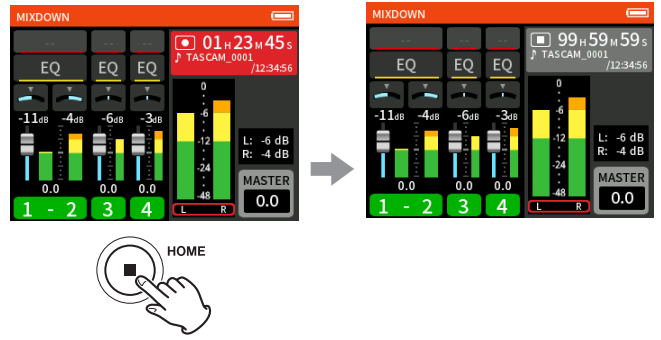 MIXDOWN
-- -- --
EQ EQ EQ
-11dB -4dB -6dB -3dB
0.0 0.0 0.0
1 - 2 3 4
01H23M45s
♪ TASCAM_0001
/12:34:56
0
-6
-12
-24
-48
L R
L: -6 dB
R: -4 dB
MASTER
0.0
HOME
MIXDOWN
-- -- --
EQ EQ EQ
-11dB -4dB -6dB -3dB
0.0 0.0 0.0
1 - 2 3 4
99H59M59s
♪ TASCAM_0001
/12:34:56
0
-6
-12
-24
-48
L R
L: -6 dB
R: -4 dB
MASTER
0.0